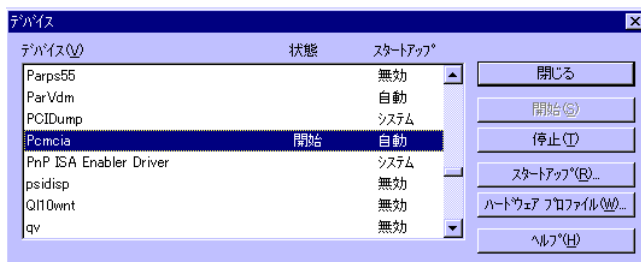 デバイス
デバイス(V) 状態 スタートアップ
Parps55 無効
ParVdm 自動
PCIDump システム
Pcmcia 開始 自動
PnP ISA Enabler Driver システム
psidisp 無効
Ql10wnt 無効
qv 無効
閉じる
開始(S)
停止(T)
スタートアップ(R)...
ハードウェア プロファイル(W)...
ヘルプ(H)